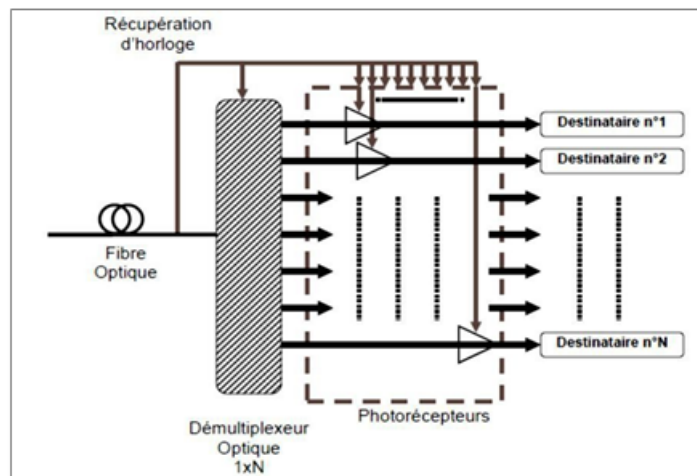 Récupération
d'horloge
Destinataire n°1
Destinataire n°2
Fibre
Optique
Destinataire n°N
Photorécepteurs
Démultiplexeur
Optique
1xN